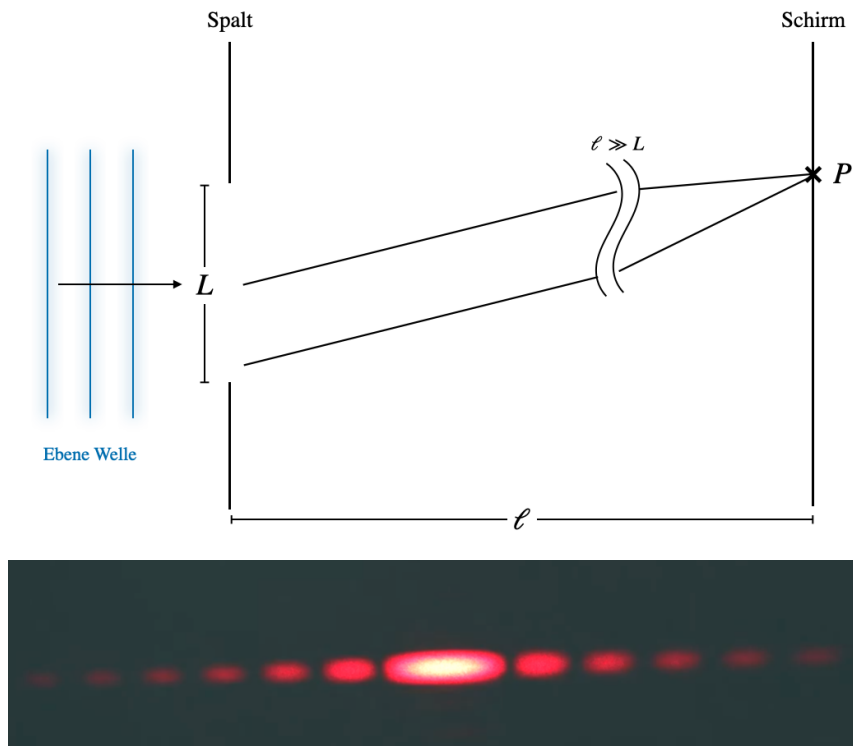 Spalt
Schirm
ℓ ≫ L
P
L
Ebene Welle
ℓ